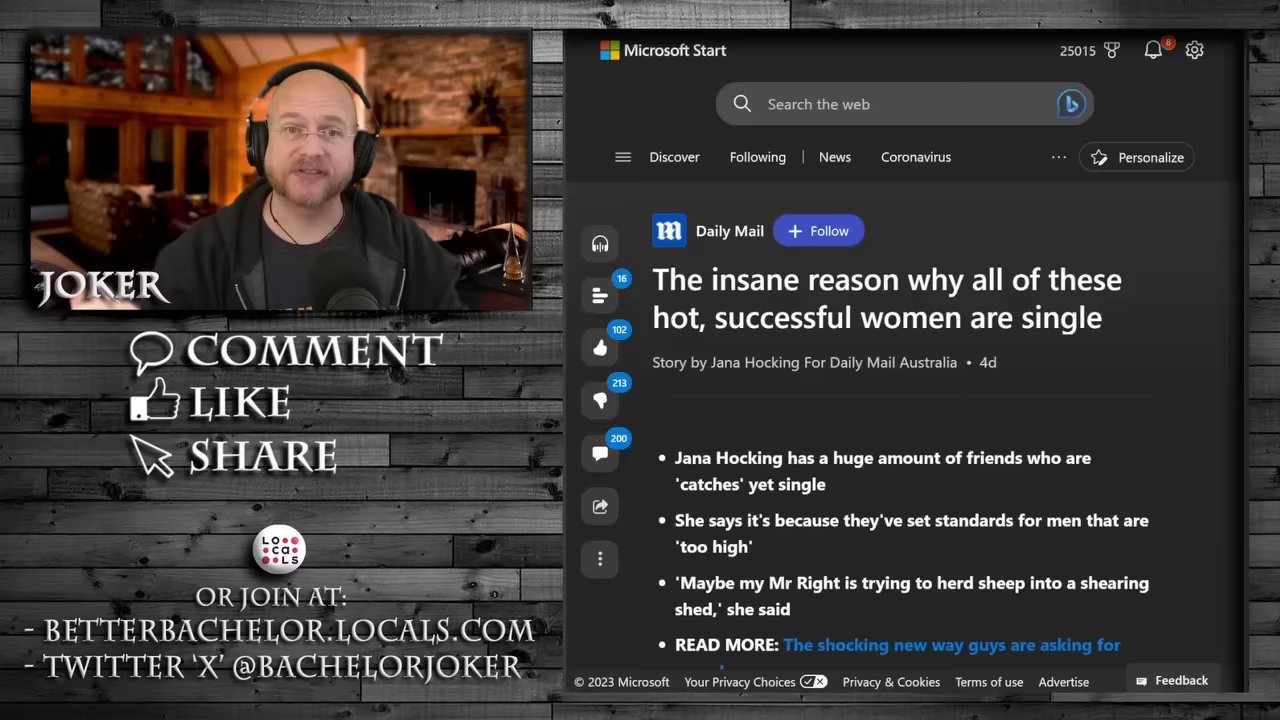 JOKER
COMMENT
LIKE
SHARE
LOCALS
OR JOIN AT:
- BETTERBACHELOR.LOCALS.COM
- TWITTER 'X' @BACHELORJOKER
Microsoft Start
25015
8
Search the web
Discover
Following
News
Coronavirus
Personalize
Daily Mail
Follow
The insane reason why all of these
hot, successful women are single
Story by Jana Hocking For Daily Mail Australia • 4d
16
102
213
200
• Jana Hocking has a huge amount of friends who are
'catches' yet single
• She says it's because they've set standards for men that are
'too high'
• 'Maybe my Mr Right is trying to herd sheep into a shearing
shed,' she said
• READ MORE: The shocking new way guys are asking for
© 2023 Microsoft
Your Privacy Choices
Privacy & Cookies
Terms of use
Advertise
Feedback